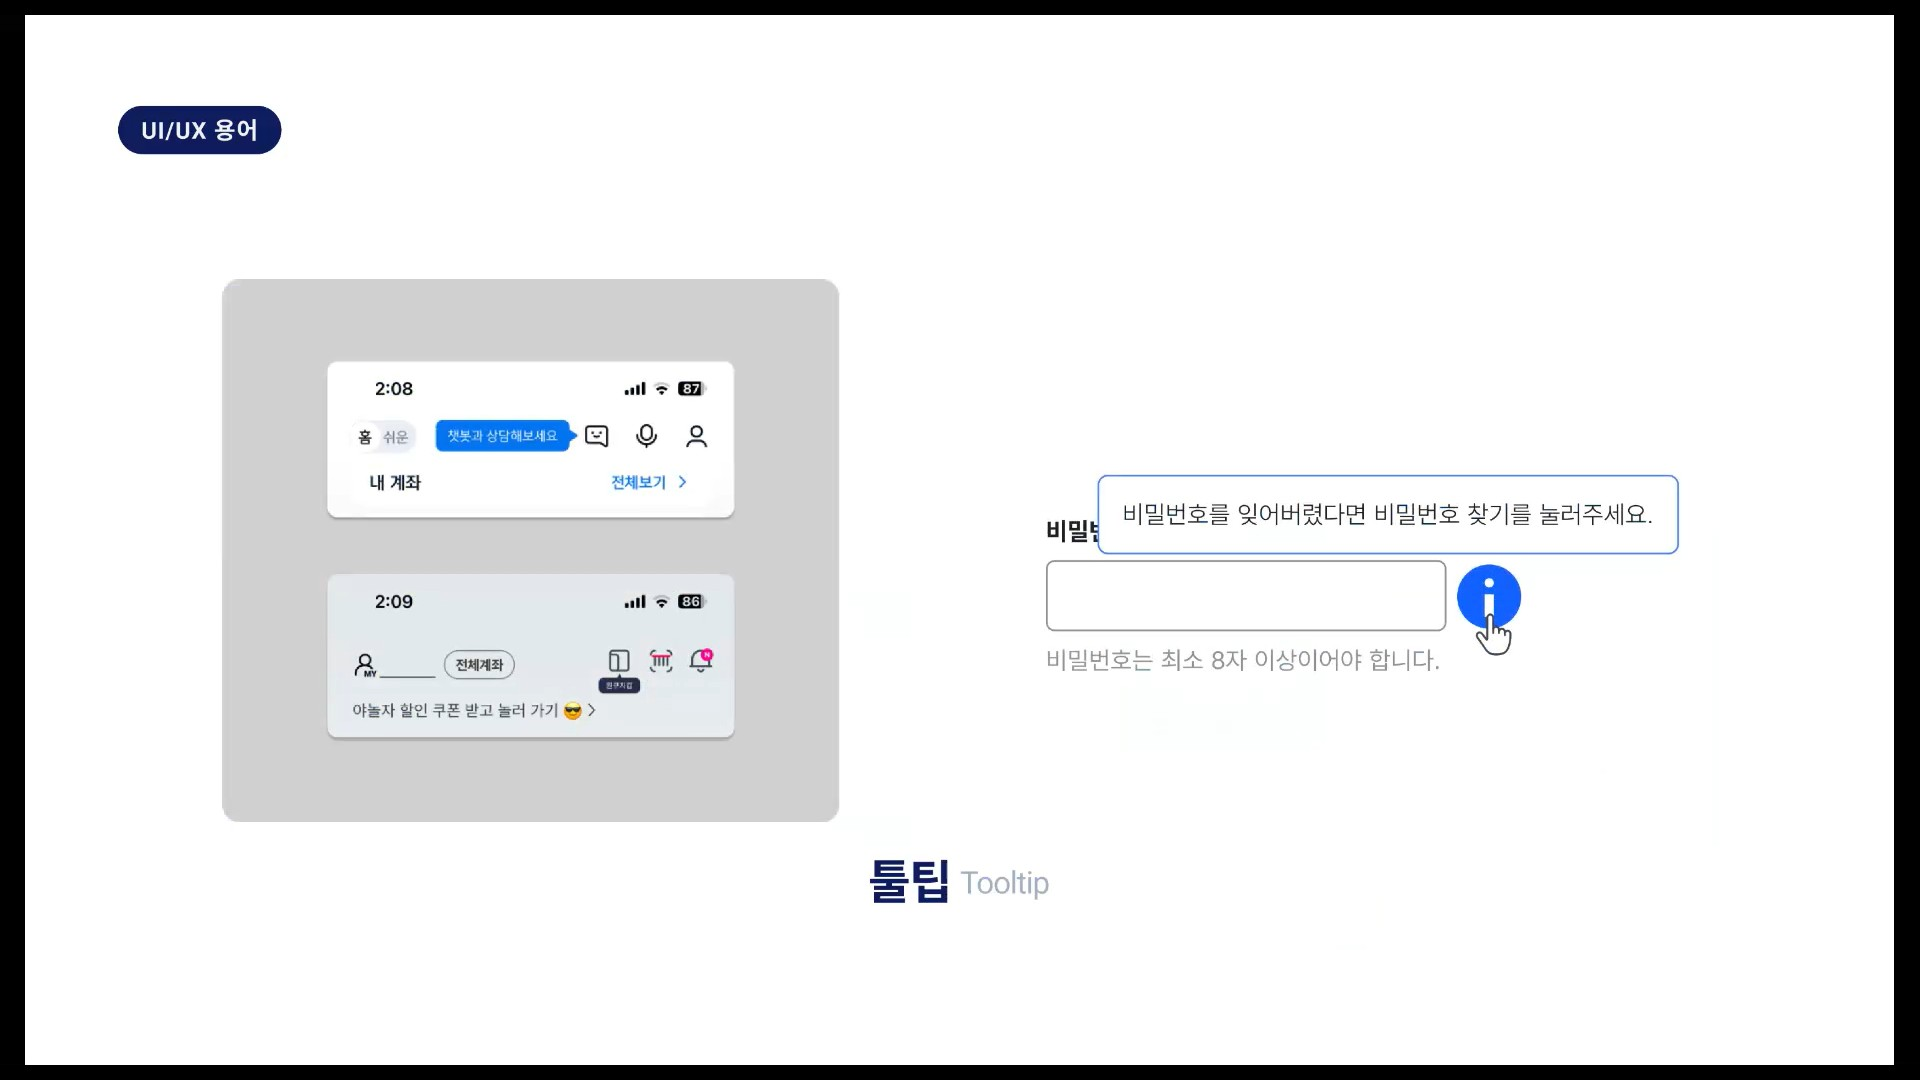 UI/UX 용어
2:08
87
홈 쉬운
챗봇과 상담해보세요
내 계좌
전체보기 >
2:09
86
MY
전체계좌
N
야놀자 할인 쿠폰 받고 놀러 가기 😎 >
비밀번호를 잊어버렸다면 비밀번호 찾기를 눌러주세요.
비밀번
i
비밀번호는 최소 8자 이상이어야 합니다.
툴팁 Tooltip